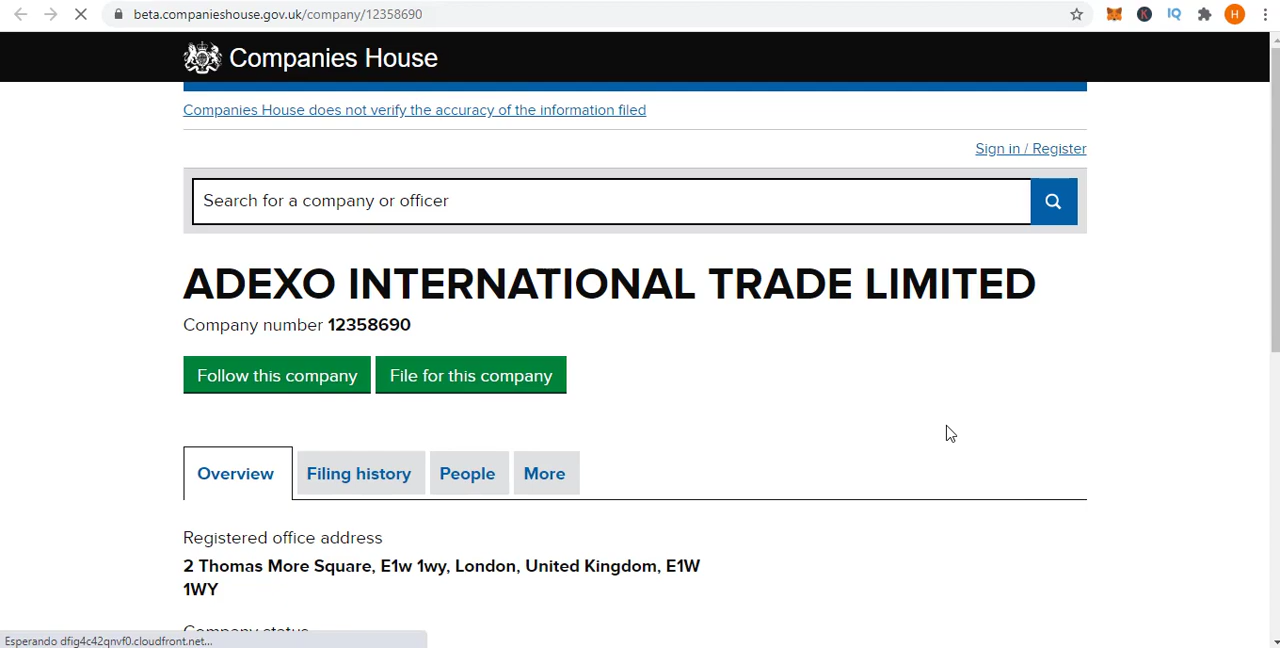 beta.companieshouse.gov.uk/company/12358690
K
IQ
H
Companies House
Companies House does not verify the accuracy of the information filed
Sign in / Register
Search for a company or officer
ADEXO INTERNATIONAL TRADE LIMITED
Company number 12358690
Follow this company
File for this company
Overview
Filing history
People
More
Registered office address
2 Thomas More Square, E1w 1wy, London, United Kingdom, E1W
1WY
Company status
Esperando dfig4c42qnvf0.cloudfront.net...